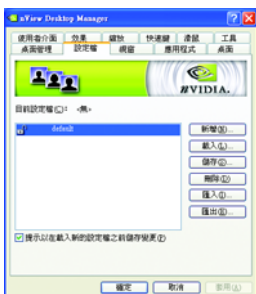 nView Desktop Manager
使用者介面 效果 縮放 快速鍵 滑鼠 工具
桌面管理 設定檔 視窗 應用程式 桌面
NVIDIA.
目前設定檔(C): <無>
default
新增(N)...
載入(L)...
儲存(S)...
刪除(D)
匯入(I)...
匯出(E)...
提示以在載入新的設定檔之前儲存變更(P)
確定 取消 套用(A)